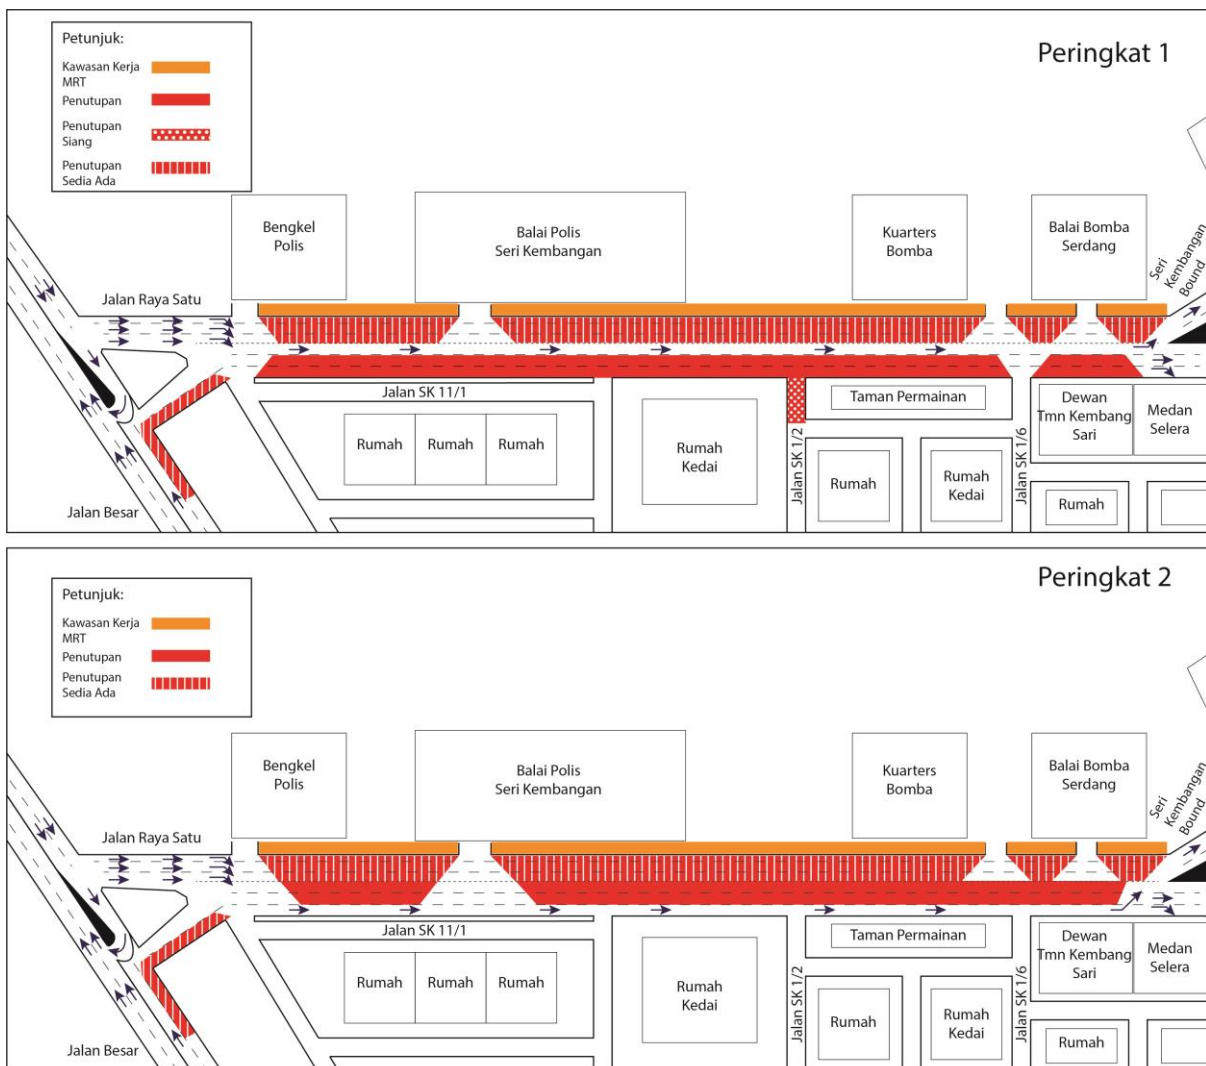 Peringkat 1
Petunjuk:
Kawasan Kerja
MRT
Penutupan
Penutupan
Siang
Penutupan
Sedia Ada
Bengkel
Polis
Balai Polis
Seri Kembangan
Kuarters
Bomba
Balai Bomba
Serdang
Seri
Kembangan
Bound
Jalan Raya Satu
Jalan SK 11/1
Taman Permainan
Dewan
Tmn Kembang
Sari
Medan
Selera
Rumah
Rumah
Rumah
Rumah
Kedai
Jalan SK 1/2
Rumah
Rumah
Kedai
Jalan SK 1/6
Rumah
Jalan Besar
Peringkat 2
Petunjuk:
Kawasan Kerja
MRT
Penutupan
Penutupan
Sedia Ada
Bengkel
Polis
Balai Polis
Seri Kembangan
Kuarters
Bomba
Balai Bomba
Serdang
Seri
Kembangan
Bound
Jalan Raya Satu
Jalan SK 11/1
Taman Permainan
Dewan
Tmn Kembang
Sari
Medan
Selera
Rumah
Rumah
Rumah
Rumah
Kedai
Jalan SK 1/2
Rumah
Rumah
Kedai
Jalan SK 1/6
Rumah
Jalan Besar